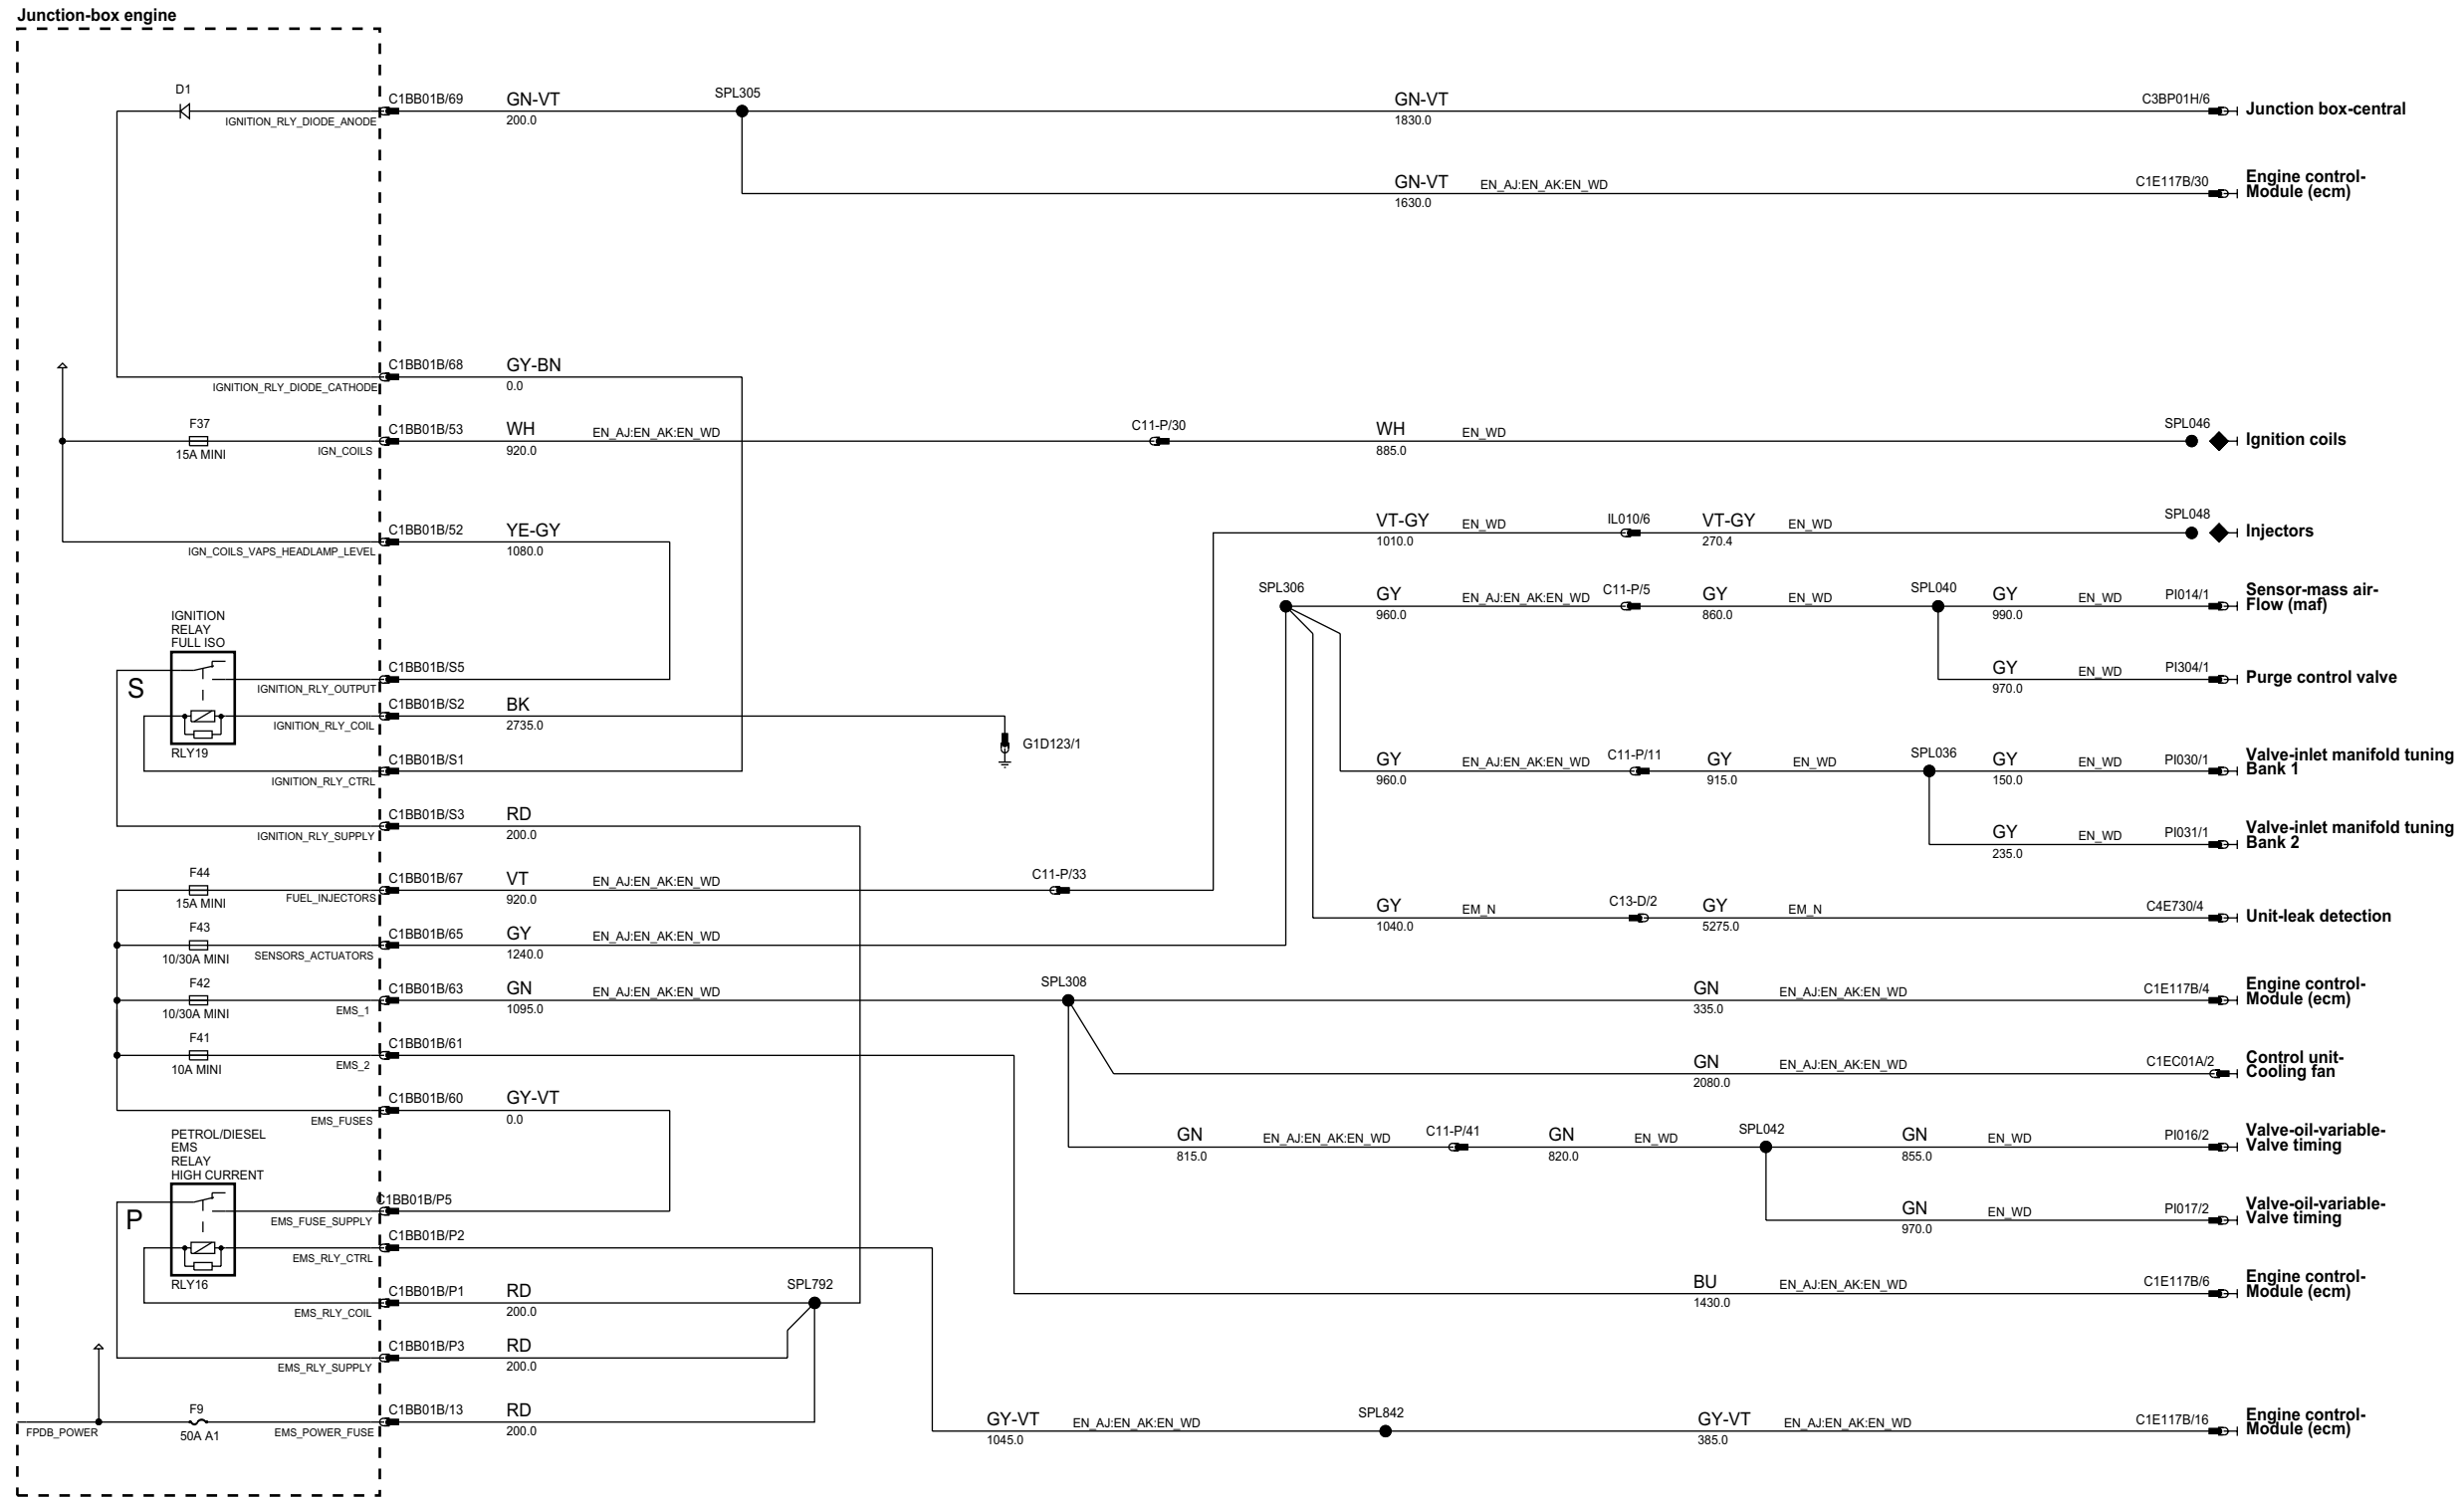 Junction-box engine
D1
C1BB01B/69
GN-VT
SPL305
GN-VT
C3BP01H/6
Junction box-central
IGNITION_RLY_DIODE_ANODE
200.0
1830.0
GN-VT
EN_AJ:EN_AK:EN_WD
C1E117B/30
Engine control-
Module (ecm)
1630.0
C1BB01B/68
GY-BN
IGNITION_RLY_DIODE_CATHODE
0.0
F37
C1BB01B/53
WH
EN_AJ:EN_AK:EN_WD
C11-P/30
WH
EN_WD
SPL046
Ignition coils
15A MINI
IGN_COILS
920.0
885.0
C1BB01B/52
YE-GY
IGN_COILS_VAPS_HEADLAMP_LEVEL
1080.0
VT-GY
EN_WD
IL010/6
VT-GY
EN_WD
SPL048
Injectors
1010.0
270.4
SPL306
GY
EN_AJ:EN_AK:EN_WD
C11-P/5
GY
EN_WD
SPL040
GY
EN_WD
PI014/1
Sensor-mass air-
Flow (maf)
960.0
860.0
990.0
IGNITION
RELAY
FULL ISO
S
RLY19
C1BB01B/S5
IGNITION_RLY_OUTPUT
GY
EN_WD
PI304/1
Purge control valve
970.0
C1BB01B/S2
BK
IGNITION_RLY_COIL
2735.0
G1D123/1
C1BB01B/S1
IGNITION_RLY_CTRL
GY
EN_AJ:EN_AK:EN_WD
C11-P/11
GY
EN_WD
SPL036
GY
EN_WD
PI030/1
Valve-inlet manifold tuning
Bank 1
960.0
915.0
150.0
C1BB01B/S3
RD
IGNITION_RLY_SUPPLY
200.0
GY
EN_WD
PI031/1
Valve-inlet manifold tuning
Bank 2
235.0
F44
C1BB01B/67
VT
EN_AJ:EN_AK:EN_WD
C11-P/33
15A MINI
FUEL_INJECTORS
920.0
GY
EM_N
C13-D/2
GY
EM_N
C4E730/4
Unit-leak detection
1040.0
5275.0
F43
C1BB01B/65
GY
EN_AJ:EN_AK:EN_WD
10/30A MINI
SENSORS_ACTUATORS
1240.0
F42
C1BB01B/63
GN
EN_AJ:EN_AK:EN_WD
SPL308
GN
EN_AJ:EN_AK:EN_WD
C1E117B/4
Engine control-
Module (ecm)
10/30A MINI
EMS_1
1095.0
335.0
F41
C1BB01B/61
10A MINI
EMS_2
GN
EN_AJ:EN_AK:EN_WD
C1EC01A/2
Control unit-
Cooling fan
2080.0
C1BB01B/60
GY-VT
EMS_FUSES
0.0
GN
EN_AJ:EN_AK:EN_WD
C11-P/41
GN
EN_WD
SPL042
GN
EN_WD
PI016/2
Valve-oil-variable-
Valve timing
815.0
820.0
855.0
PETROL/DIESEL
EMS
RELAY
HIGH CURRENT
P
RLY16
C1BB01B/P5
EMS_FUSE_SUPPLY
GN
EN_WD
PI017/2
Valve-oil-variable-
Valve timing
970.0
C1BB01B/P2
EMS_RLY_CTRL
C1BB01B/P1
RD
SPL792
EMS_RLY_COIL
200.0
BU
EN_AJ:EN_AK:EN_WD
C1E117B/6
Engine control-
Module (ecm)
1430.0
C1BB01B/P3
RD
EMS_RLY_SUPPLY
200.0
F9
C1BB01B/13
RD
FPDB_POWER
50A A1
EMS_POWER_FUSE
200.0
GY-VT
EN_AJ:EN_AK:EN_WD
SPL842
GY-VT
EN_AJ:EN_AK:EN_WD
C1E117B/16
Engine control-
Module (ecm)
1045.0
385.0